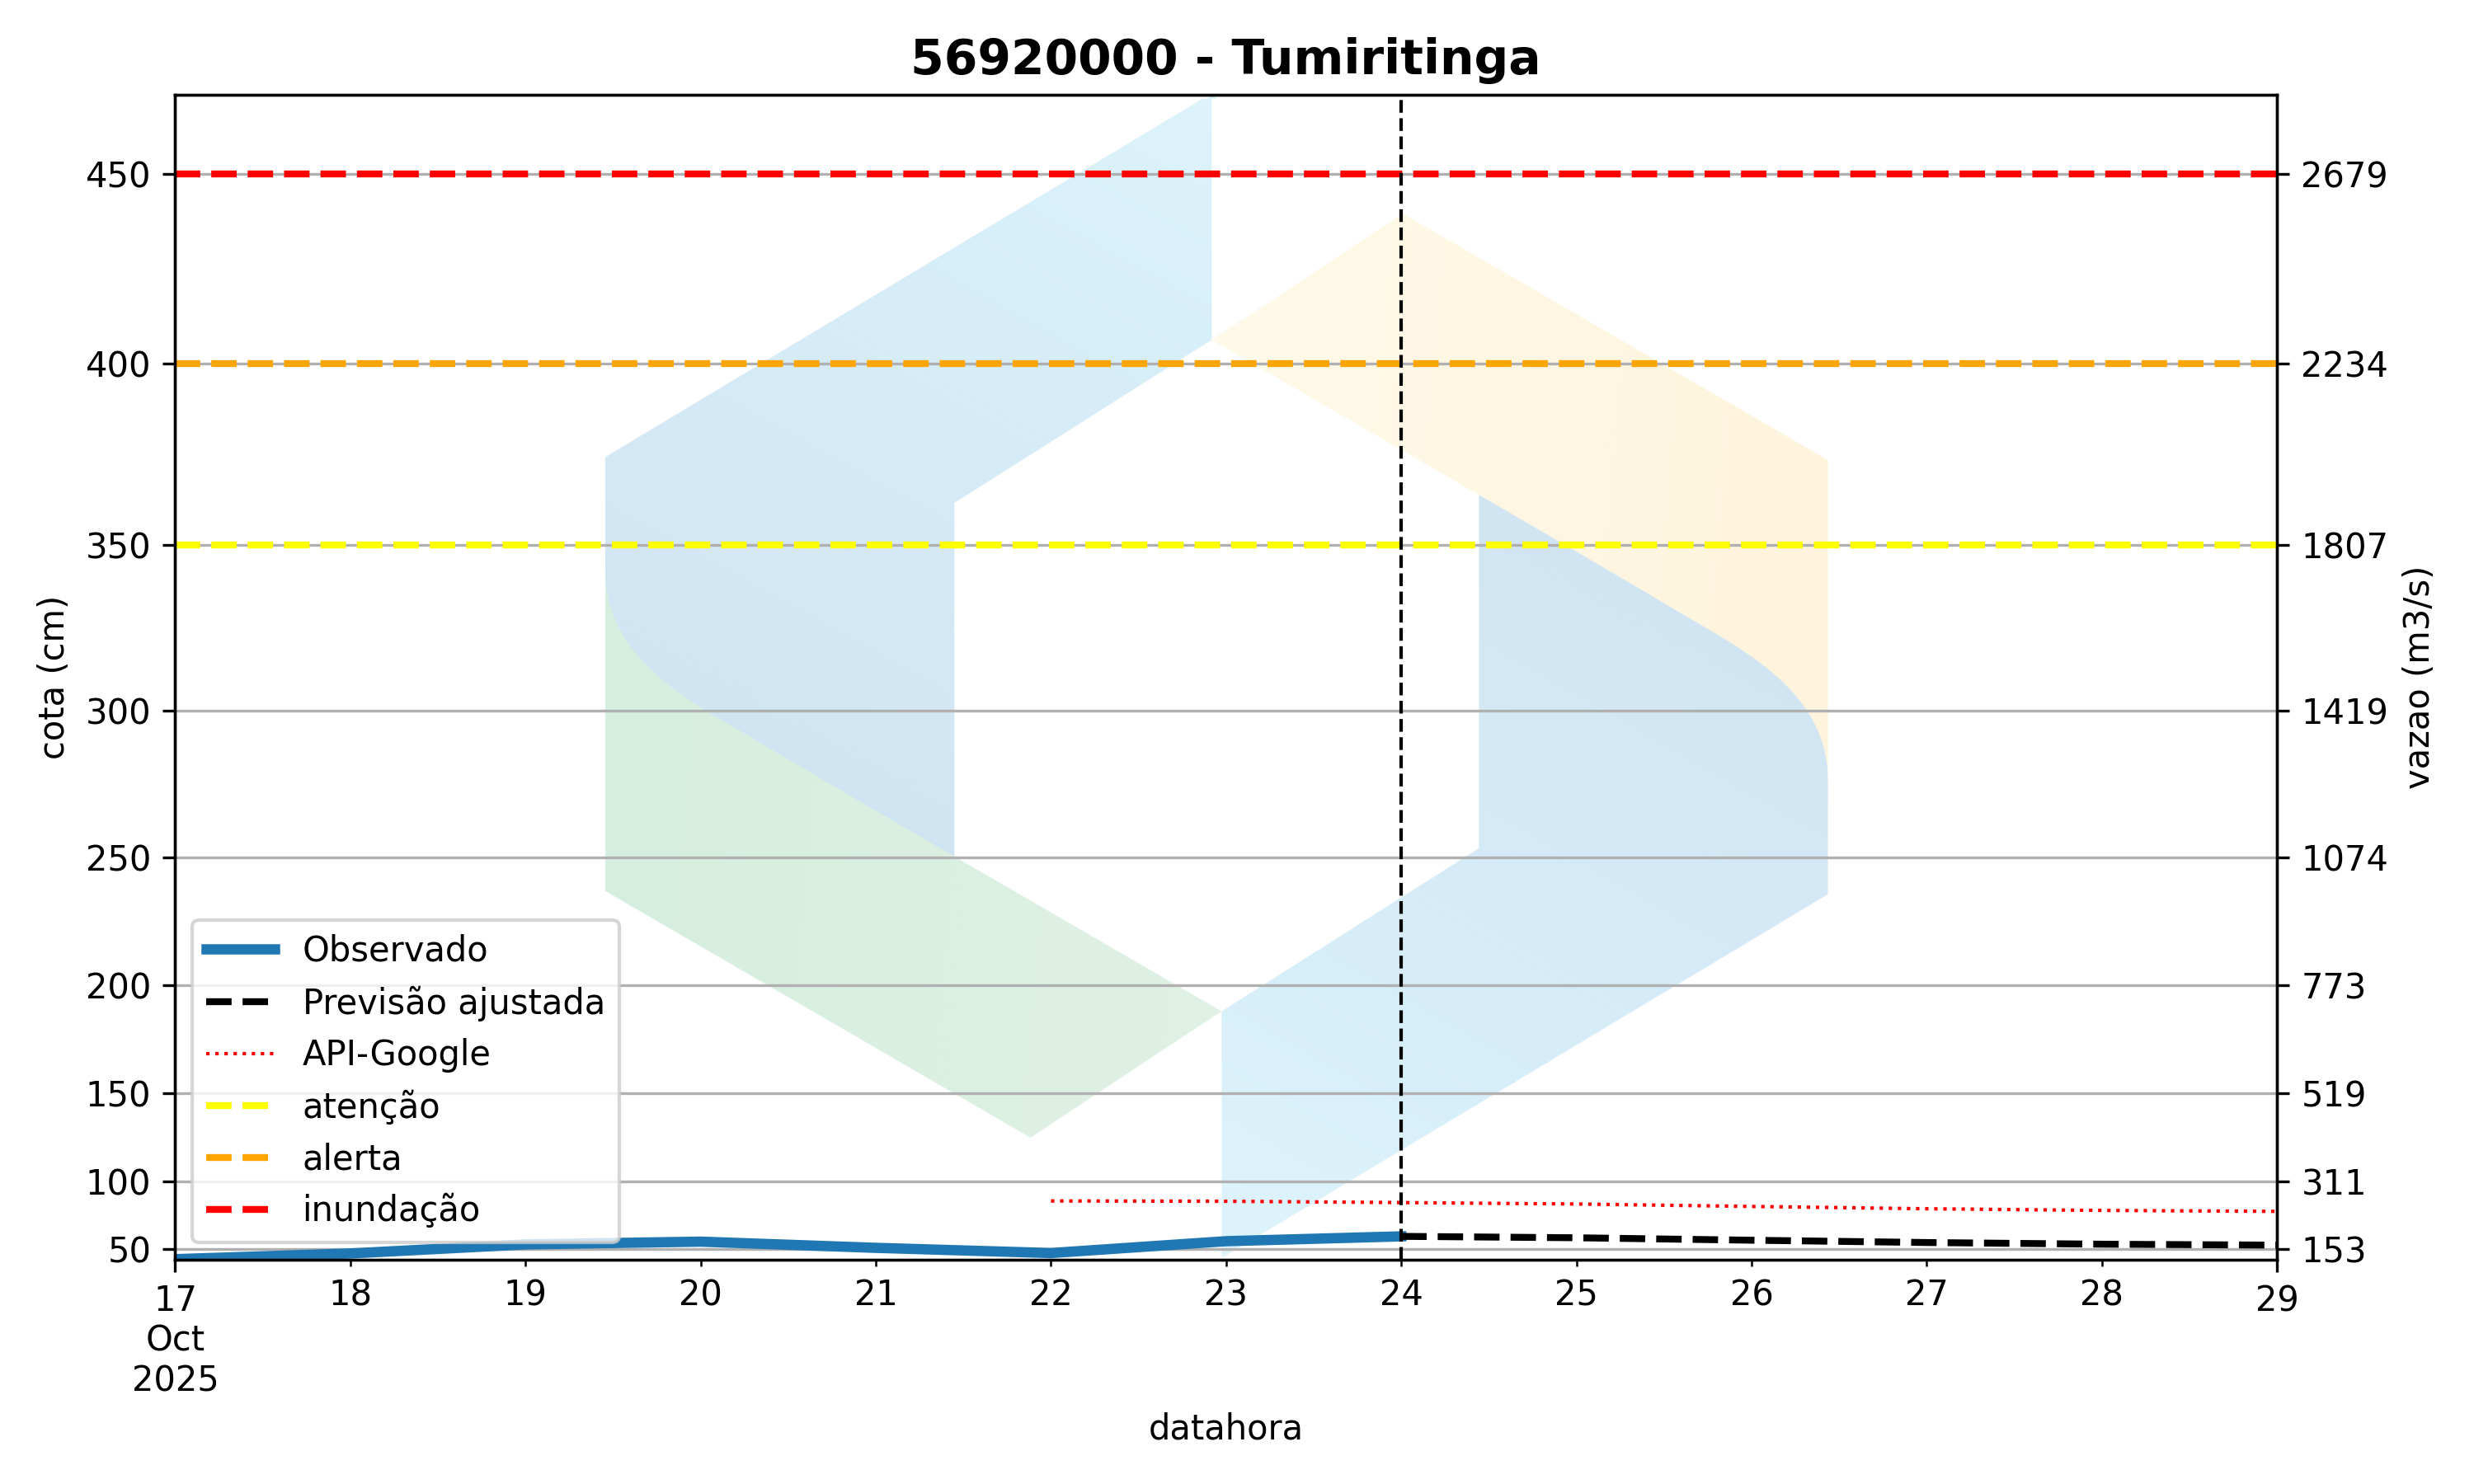 56920000 - Tumiritinga
cota (cm)
450
400
350
300
250
200
150
100
50
2679
2234
1807
1419
1074
773
519
311
153
vazao (m3/s)
Observado
Previsão ajustada
API-Google
atenção
alerta
inundação
17 18 19 20 21 22 23 24 25 26 27 28 29
Oct
2025
datahora